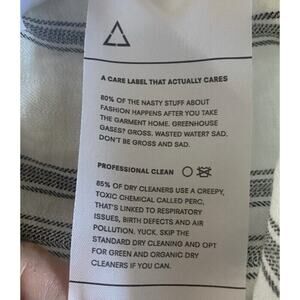 A CARE LABEL THAT ACTUALLY CARES
80% OF THE NASTY STUFF ABOUT
FASHION HAPPENS AFTER YOU TAKE
THE GARMENT HOME. GREENHOUSE
GASES? GROSS. WASTED WATER? SAD.
DON'T BE GROSS AND SAD.
PROFESSIONAL CLEAN
85% OF DRY CLEANERS USE A CREEPY,
TOXIC CHEMICAL CALLED PERC,
THAT'S LINKED TO RESPIRATORY
ISSUES, BIRTH DEFECTS AND AIR
POLLUTION. YUCK. SKIP THE
STANDARD DRY CLEANING AND OPT
FOR GREEN AND ORGANIC DRY
CLEANERS IF YOU CAN.